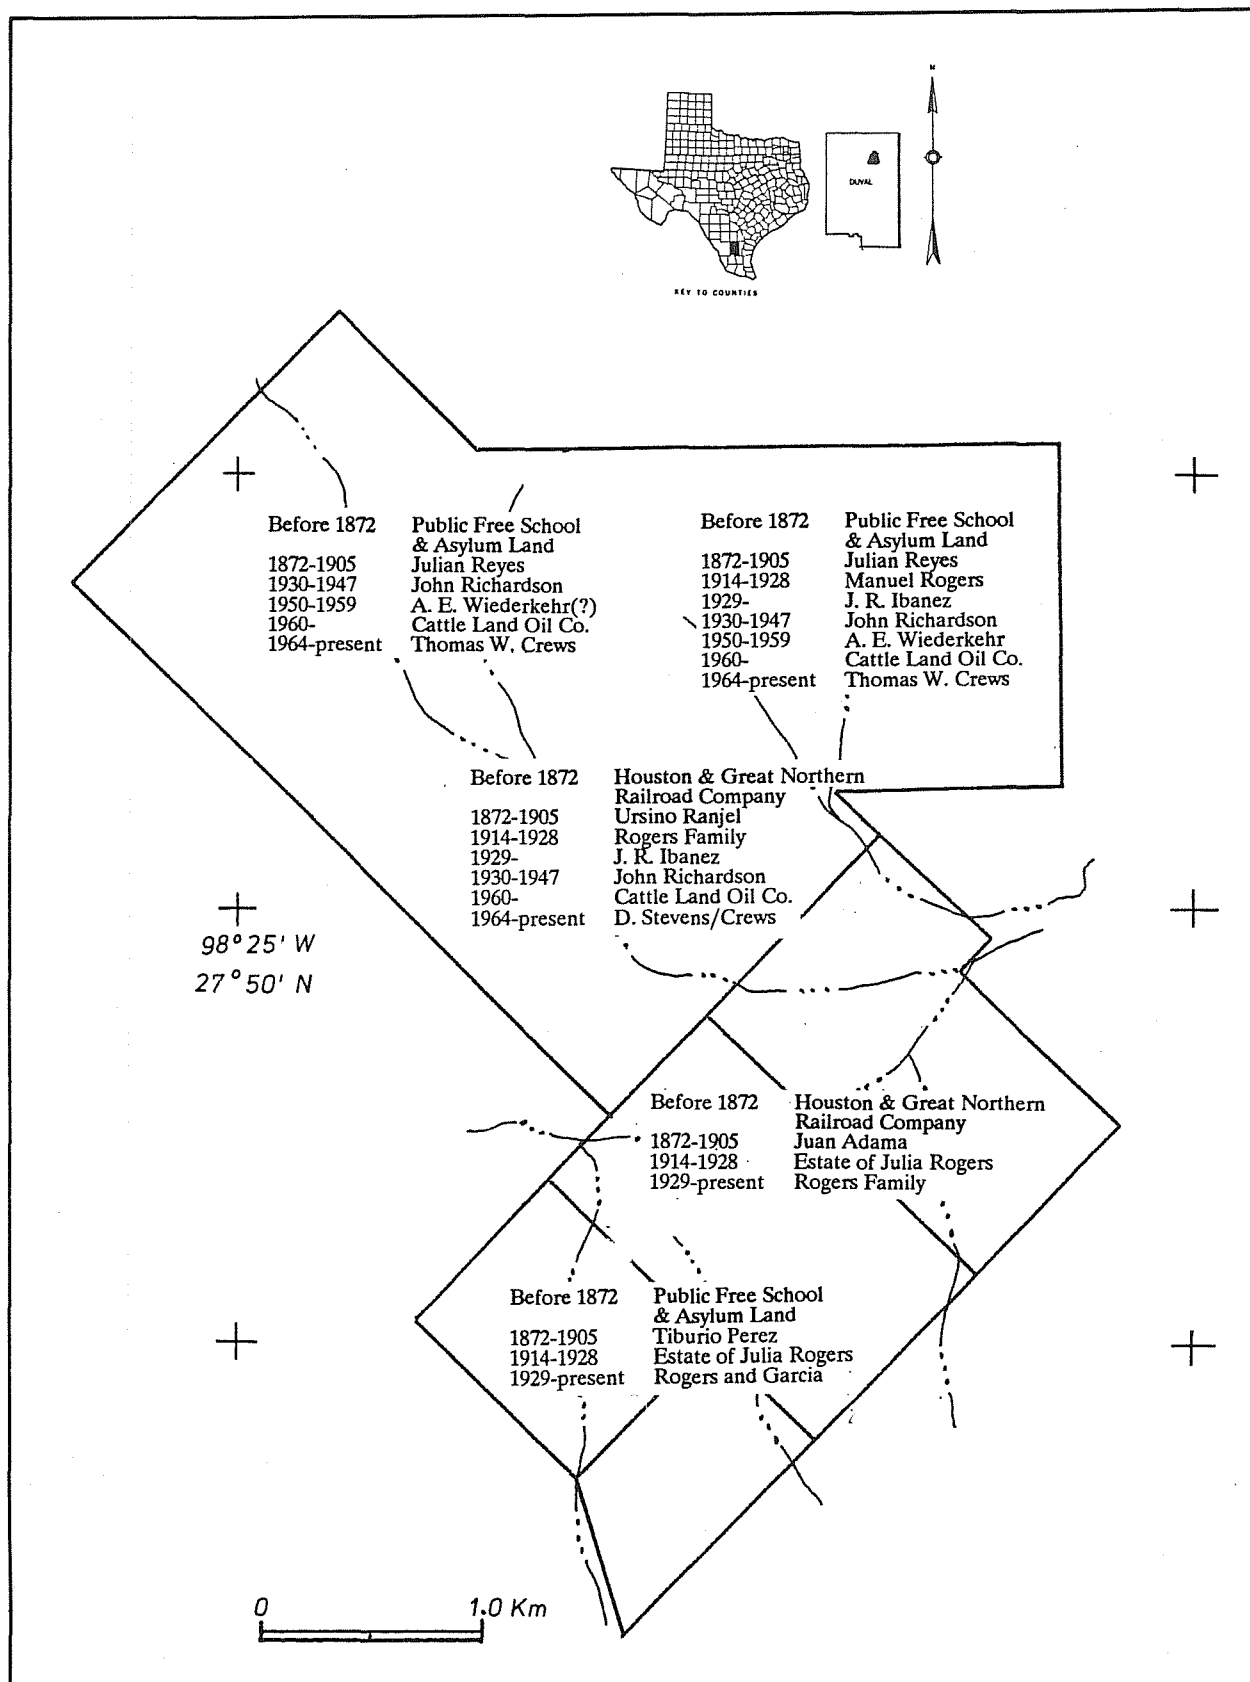 N
DUVAL
KEY TO COUNTIES
Before 1872 Public Free School
& Asylum Land
1872-1905 Julian Reyes
1930-1947 John Richardson
1950-1959 A. E. Wiederkehr(?)
1960- Cattle Land Oil Co.
1964-present Thomas W. Crews
Before 1872 Public Free School
& Asylum Land
1872-1905 Julian Reyes
1914-1928 Manuel Rogers
1929- J. R. Ibanez
1930-1947 John Richardson
1950-1959 A. E. Wiederkehr
1960- Cattle Land Oil Co.
1964-present Thomas W. Crews
Before 1872 Houston & Great Northern
Railroad Company
1872-1905 Ursino Ranjel
1914-1928 Rogers Family
1929- J. R. Ibanez
1930-1947 John Richardson
1960- Cattle Land Oil Co.
1964-present D. Stevens/Crews
98°25' W
27°50' N
Before 1872 Houston & Great Northern
Railroad Company
1872-1905 Juan Adama
1914-1928 Estate of Julia Rogers
1929-present Rogers Family
Before 1872 Public Free School
& Asylum Land
1872-1905 Tiburio Perez
1914-1928 Estate of Julia Rogers
1929-present Rogers and Garcia
0 1.0 Km